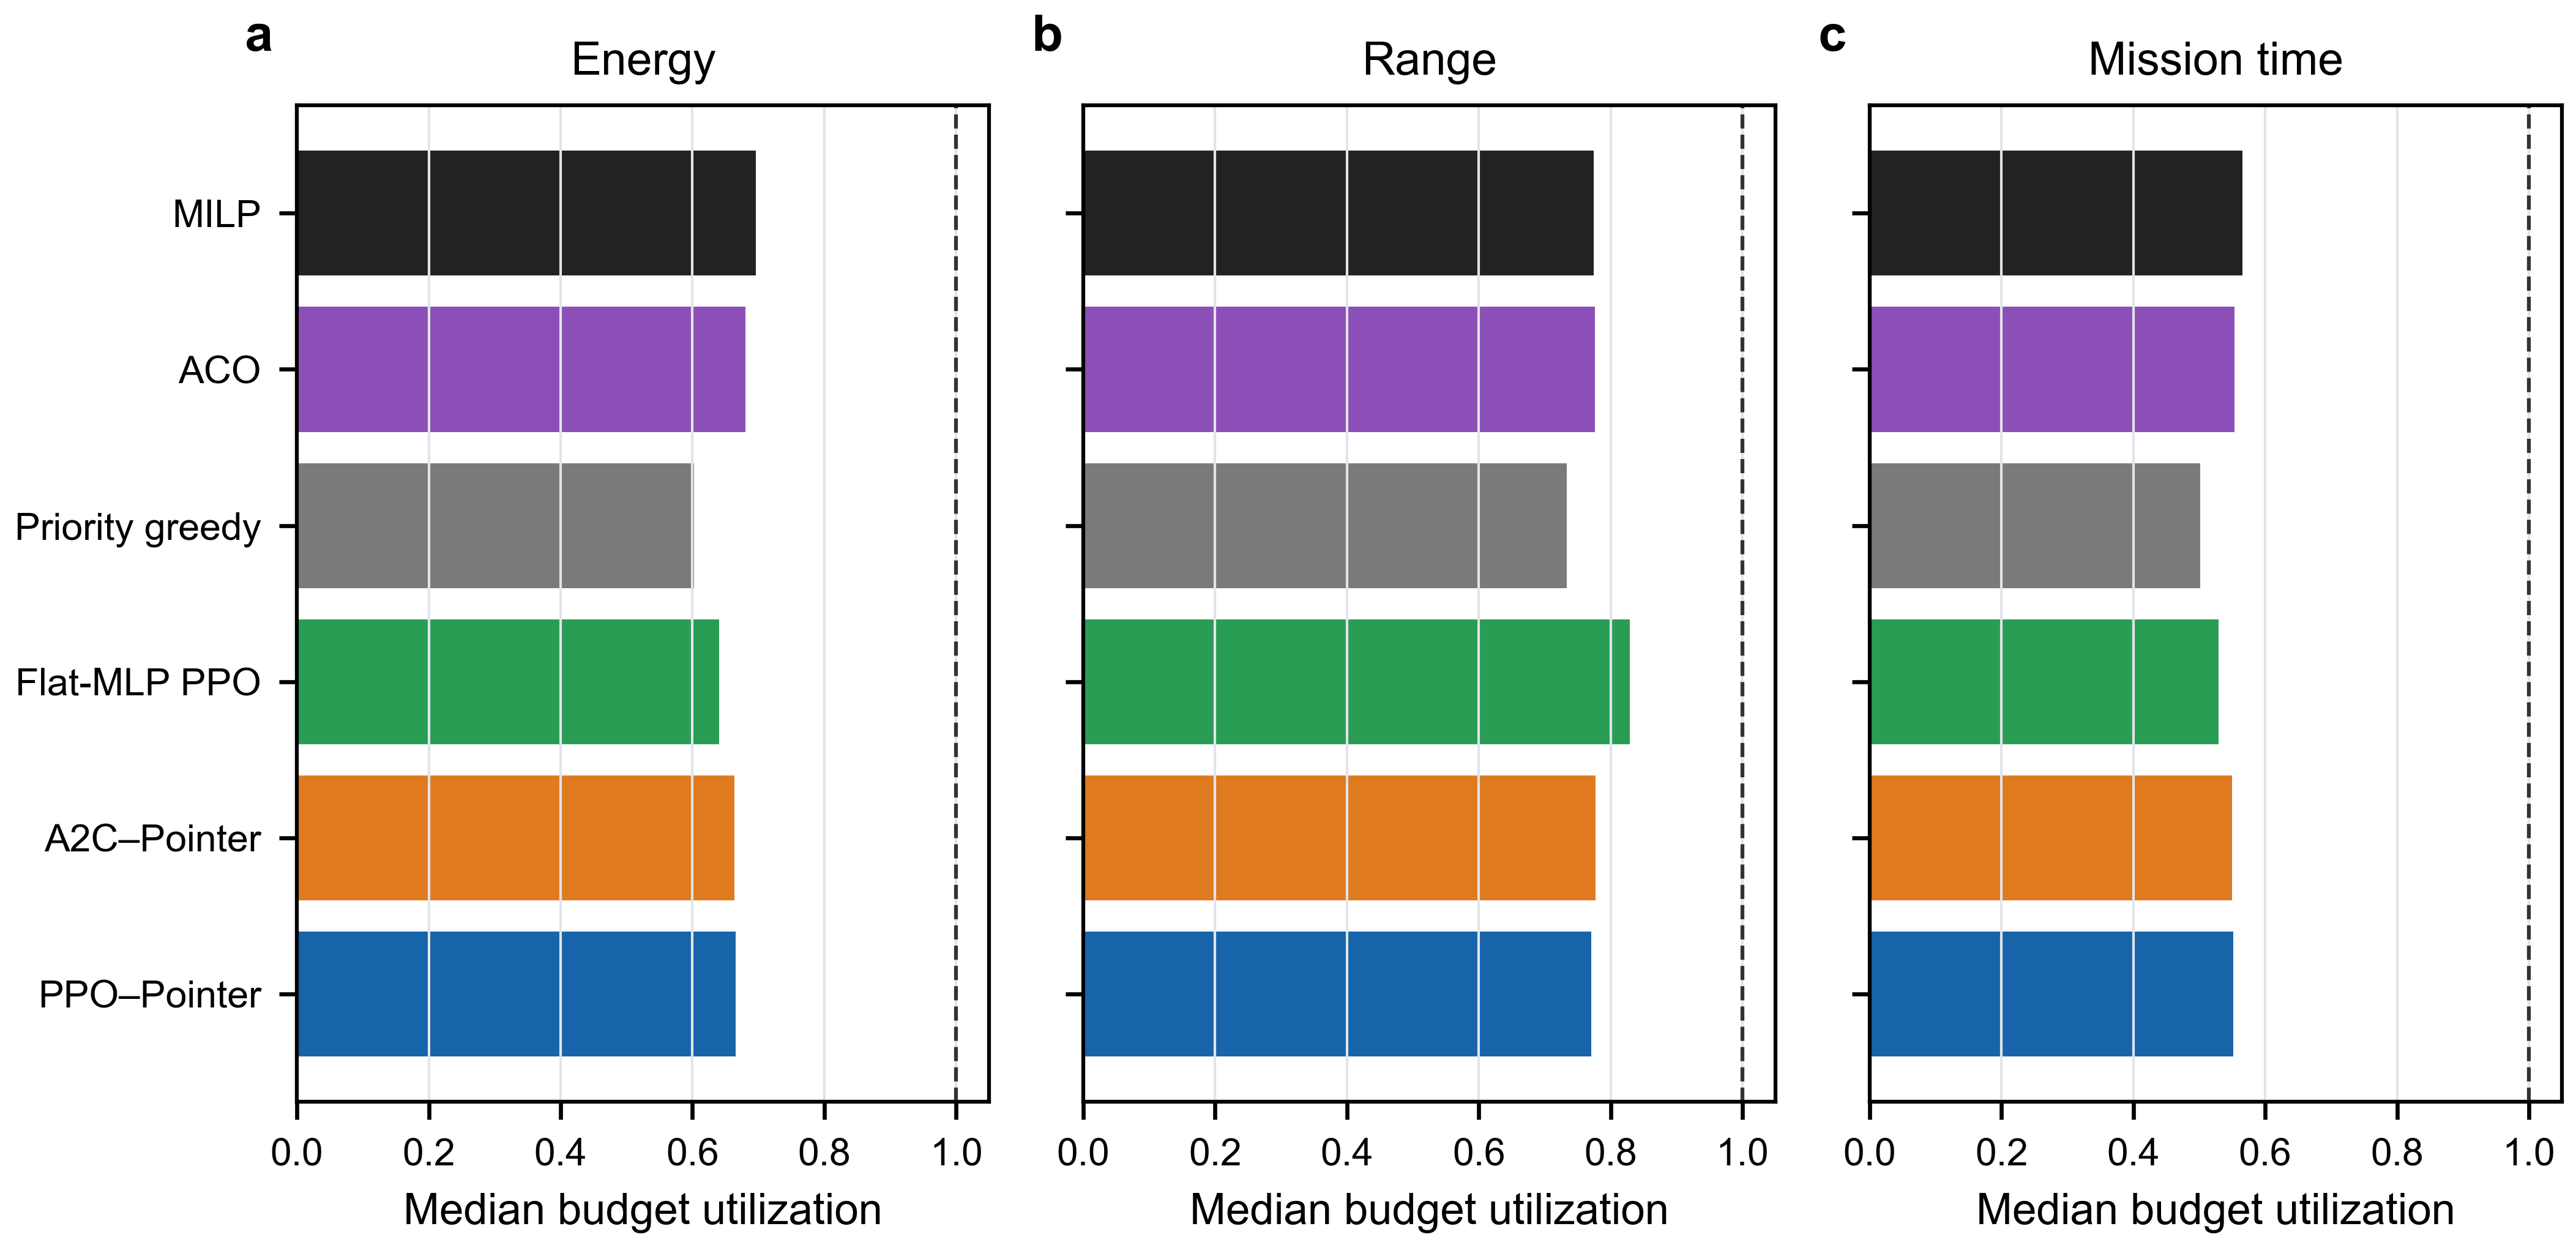 a
Energy
b
Range
c
Mission time
MILP
ACO
Priority greedy
Flat-MLP PPO
A2C–Pointer
PPO–Pointer
0.0 0.2 0.4 0.6 0.8 1.0
0.0 0.2 0.4 0.6 0.8 1.0
0.0 0.2 0.4 0.6 0.8 1.0
Median budget utilization
Median budget utilization
Median budget utilization